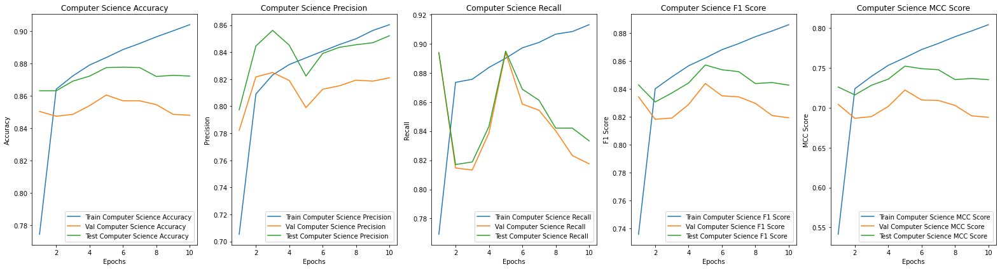 Computer Science Accuracy
Accuracy
0.90
0.88
0.86
0.84
0.82
0.80
0.78
Train Computer Science Accuracy
Val Computer Science Accuracy
Test Computer Science Accuracy
2
4
6
8
10
Epochs
Computer Science Precision
Precision
0.86
0.84
0.82
0.80
0.78
0.76
0.74
0.72
0.70
Train Computer Science Precision
Val Computer Science Precision
Test Computer Science Precision
2
4
6
8
10
Epochs
Computer Science Recall
Recall
0.92
0.90
0.88
0.86
0.84
0.82
0.80
0.78
Train Computer Science Recall
Val Computer Science Recall
Test Computer Science Recall
2
4
6
8
10
Epochs
Computer Science F1 Score
F1 Score
0.88
0.86
0.84
0.82
0.80
0.78
0.76
0.74
Train Computer Science F1 Score
Val Computer Science F1 Score
Test Computer Science F1 Score
2
4
6
8
10
Epochs
Computer Science MCC Score
MCC Score
0.80
0.75
0.70
0.65
0.60
0.55
Train Computer Science MCC Score
Val Computer Science MCC Score
Test Computer Science MCC Score
2
4
6
8
10
Epochs